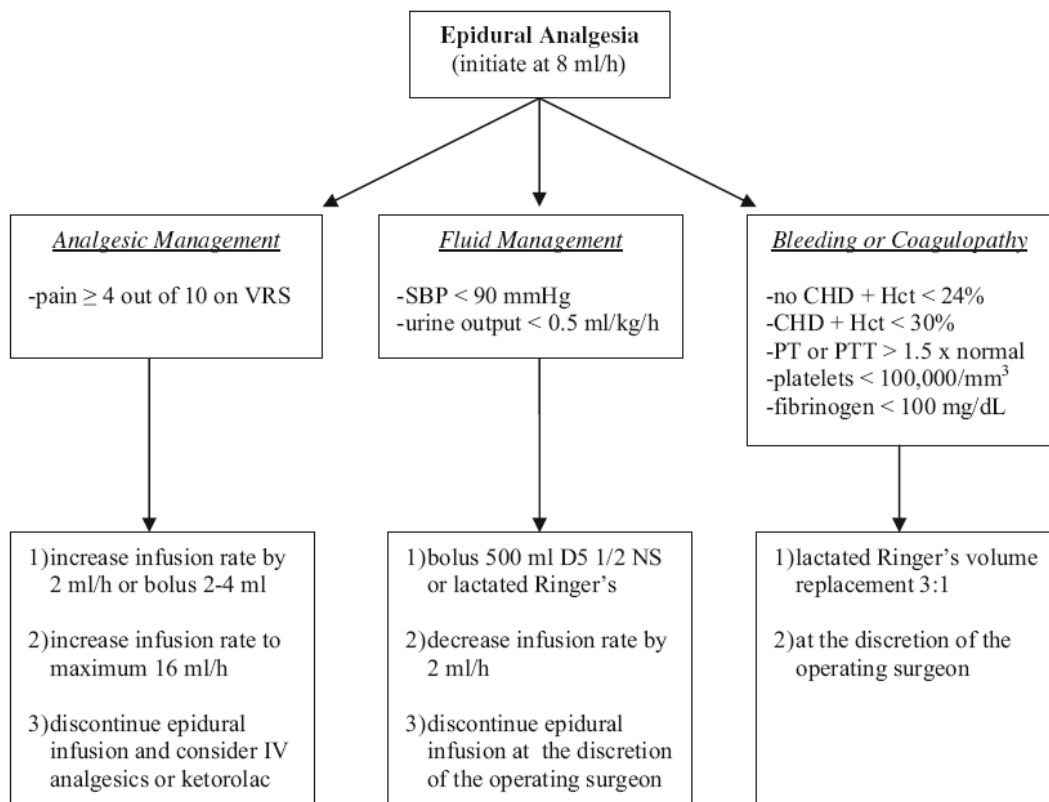 Epidural Analgesia
(initiate at 8 ml/h)
Analgesic Management
-pain ≥ 4 out of 10 on VRS
Fluid Management
-SBP < 90 mmHg
-urine output < 0.5 ml/kg/h
Bleeding or Coagulopathy
-no CHD + Hct < 24%
-CHD + Hct < 30%
-PT or PTT > 1.5 x normal
-platelets < 100,000/mm³
-fibrinogen < 100 mg/dL
1)increase infusion rate by
2 ml/h or bolus 2-4 ml
2)increase infusion rate to
maximum 16 ml/h
3)discontinue epidural
infusion and consider IV
analgesics or ketorolac
1)bolus 500 ml D5 1/2 NS
or lactated Ringer’s
2)decrease infusion rate by
2 ml/h
3)discontinue epidural
infusion at the discretion
of the operating surgeon
1)lactated Ringer’s volume
replacement 3:1
2)at the discretion of the
operating surgeon